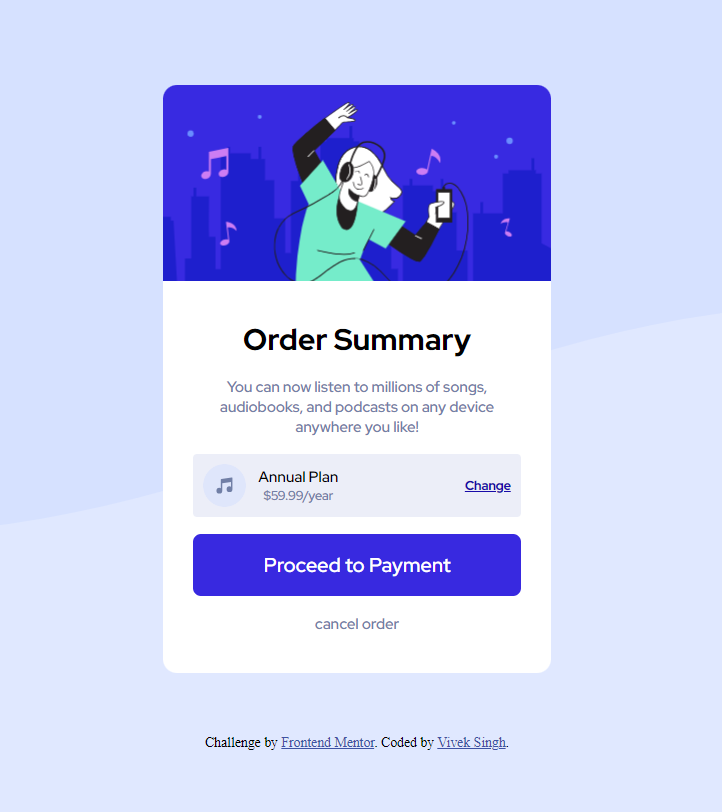 Order Summary
You can now listen to millions of songs,
audiobooks, and podcasts on any device
anywhere you like!
Annual Plan
$59.99/year
Change
Proceed to Payment
cancel order
Challenge by Frontend Mentor. Coded by Vivek Singh.